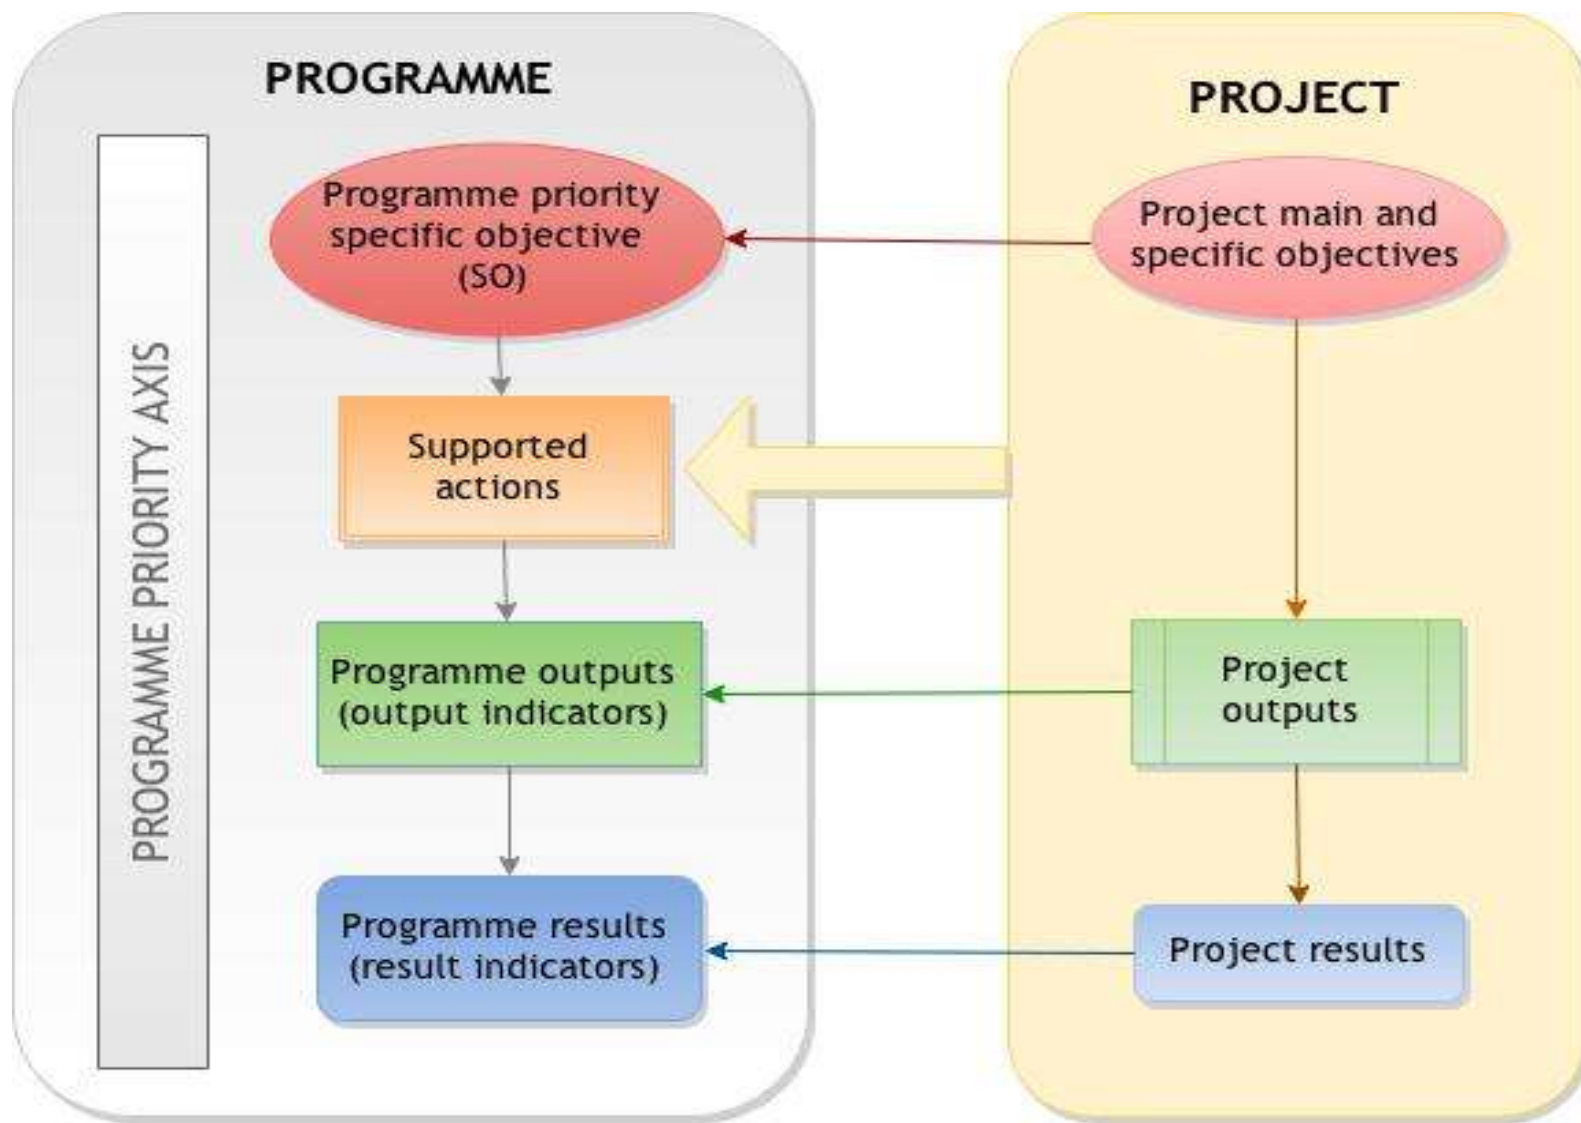 PROGRAMME
PROGRAMME PRIORITY AXIS
Programme priority
specific objective
(SO)
Supported
actions
Programme outputs
(output indicators)
Programme results
(result indicators)
PROJECT
Project main and
specific objectives
Project
outputs
Project results